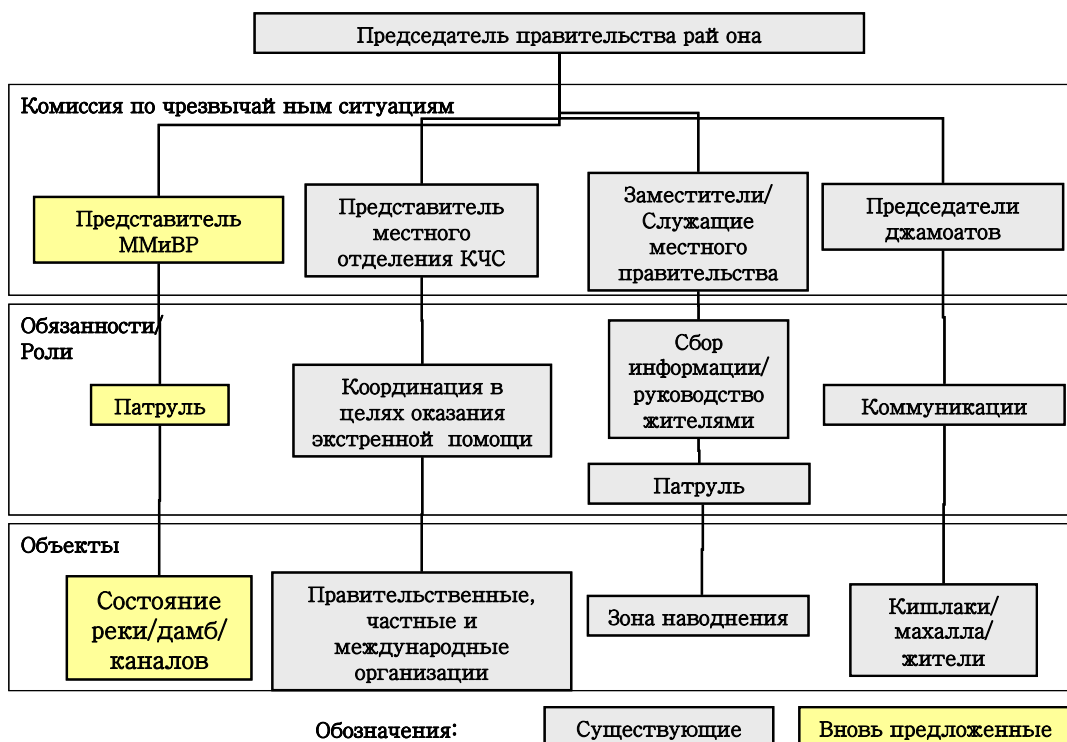 Председатель правительства рай она
Комиссия по чрезвычай ным ситуациям
Представитель
ММиВР
Представитель
местного
отделения КЧС
Заместители/
Служащие
местного
правительства
Председатели
джамоатов
Обязанности/
Роли
Патруль
Координация в
целях оказания
экстренной помощи
Сбор
информации/
руководство
жителями
Патруль
Коммуникации
Объекты
Состояние
реки/дамб/
каналов
Правительственные,
частные и
международные
организации
Зона наводнения
Кишлаки/
махалла/
жители
Обозначения:
Существующие
Вновь предложенные